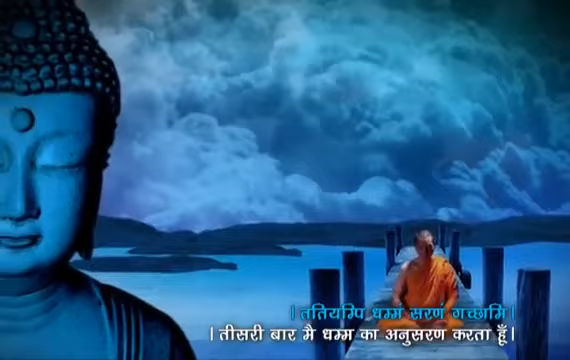 | ततियम्पि धम्म सरणं गच्छामि |
| तीसरी बार मै धम्म का अनुसरण करता हूँ |